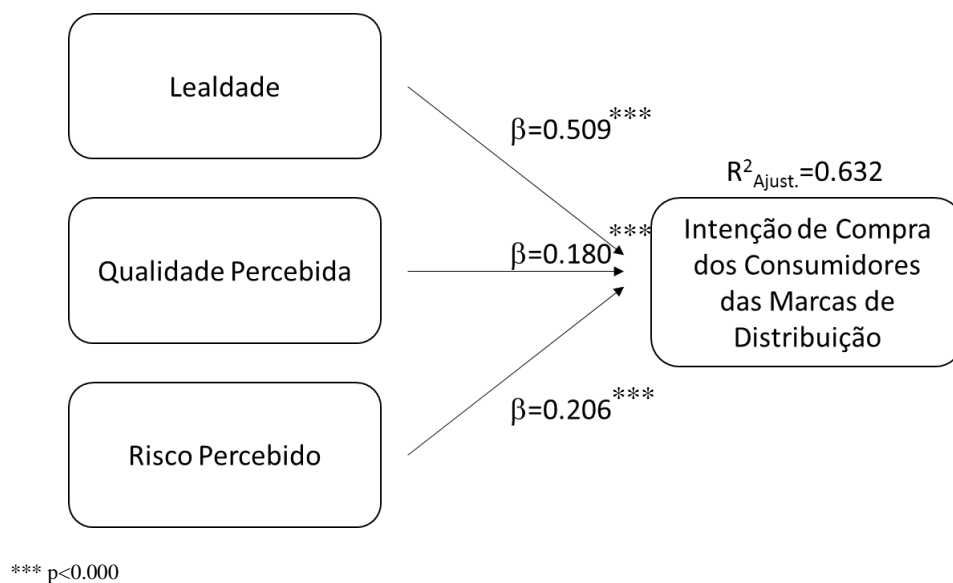 Lealdade
β=0.509***
R²Ajust.=0.632
Qualidade Percebida
β=0.180***
Intenção de Compra
dos Consumidores
das Marcas de
Distribuição
Risco Percebido
β=0.206***
*** p<0.000